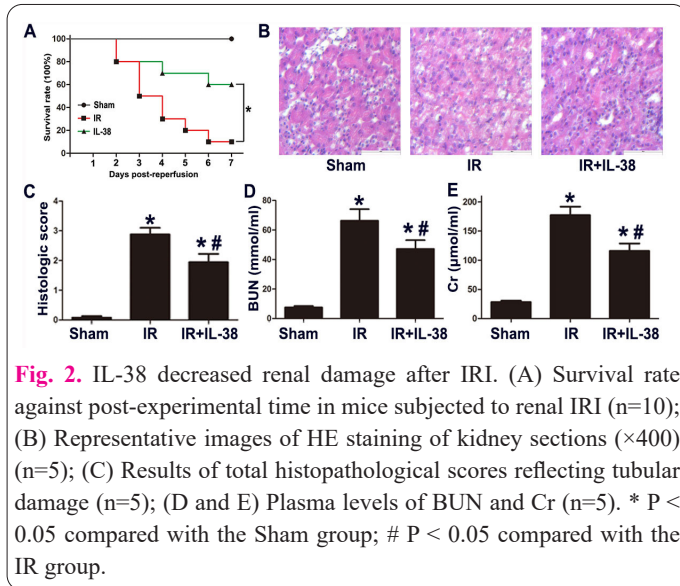 A
Survival rate (100%)
100
80
60
40
20
0
Sham
IR
IL-38
*
1 2 3 4 5 6 7
Days post-reperfusion
B
Sham IR IR+IL-38
C
Histologic score
4
3
2
1
0
* * #
Sham IR IR+IL-38
D
BUN (mmol/ml)
80
60
40
20
0
* * #
Sham IR IR+IL-38
E
Cr (μmol/ml)
200
150
100
50
0
* * #
Sham IR IR+IL-38
Fig. 2. IL-38 decreased renal damage after IRI. (A) Survival rate
against post-experimental time in mice subjected to renal IRI (n=10);
(B) Representative images of HE staining of kidney sections (×400)
(n=5); (C) Results of total histopathological scores reflecting tubular
damage (n=5); (D and E) Plasma levels of BUN and Cr (n=5). * P <
0.05 compared with the Sham group; # P < 0.05 compared with the
IR group.